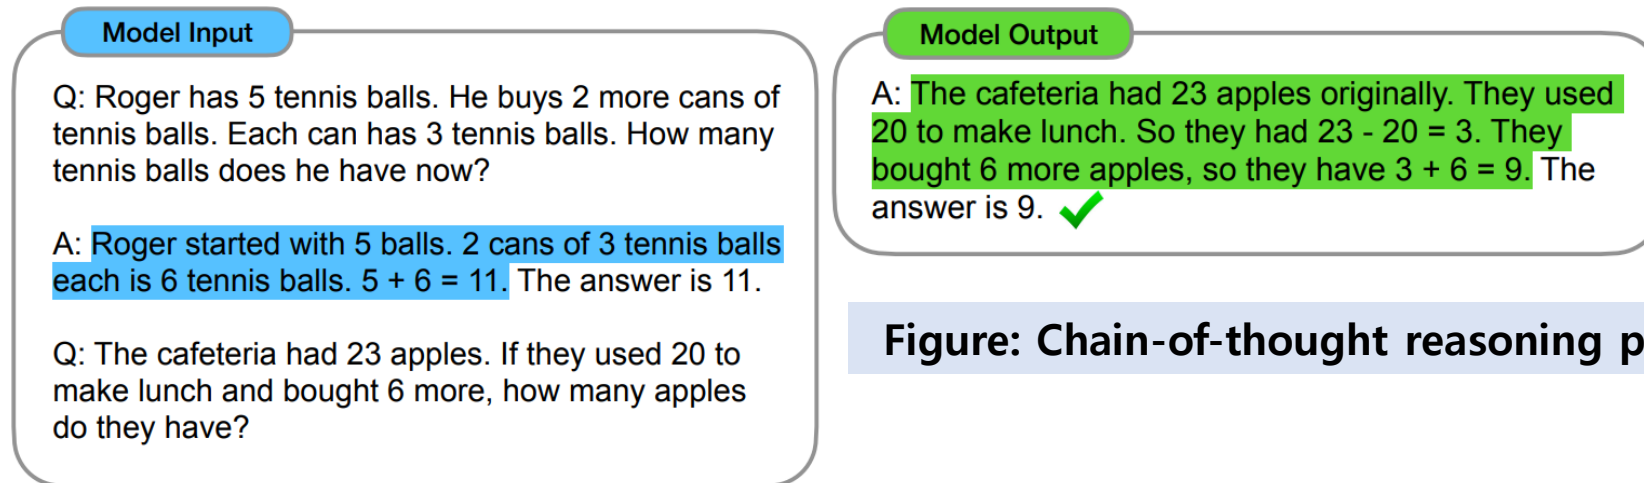 Model Input
Q: Roger has 5 tennis balls. He buys 2 more cans of
tennis balls. Each can has 3 tennis balls. How many
tennis balls does he have now?
A: Roger started with 5 balls. 2 cans of 3 tennis balls
each is 6 tennis balls. 5 + 6 = 11. The answer is 11.
Q: The cafeteria had 23 apples. If they used 20 to
make lunch and bought 6 more, how many apples
do they have?
Model Output
A: The cafeteria had 23 apples originally. They used
20 to make lunch. So they had 23 - 20 = 3. They
bought 6 more apples, so they have 3 + 6 = 9. The
answer is 9.
Figure: Chain-of-thought reasoning